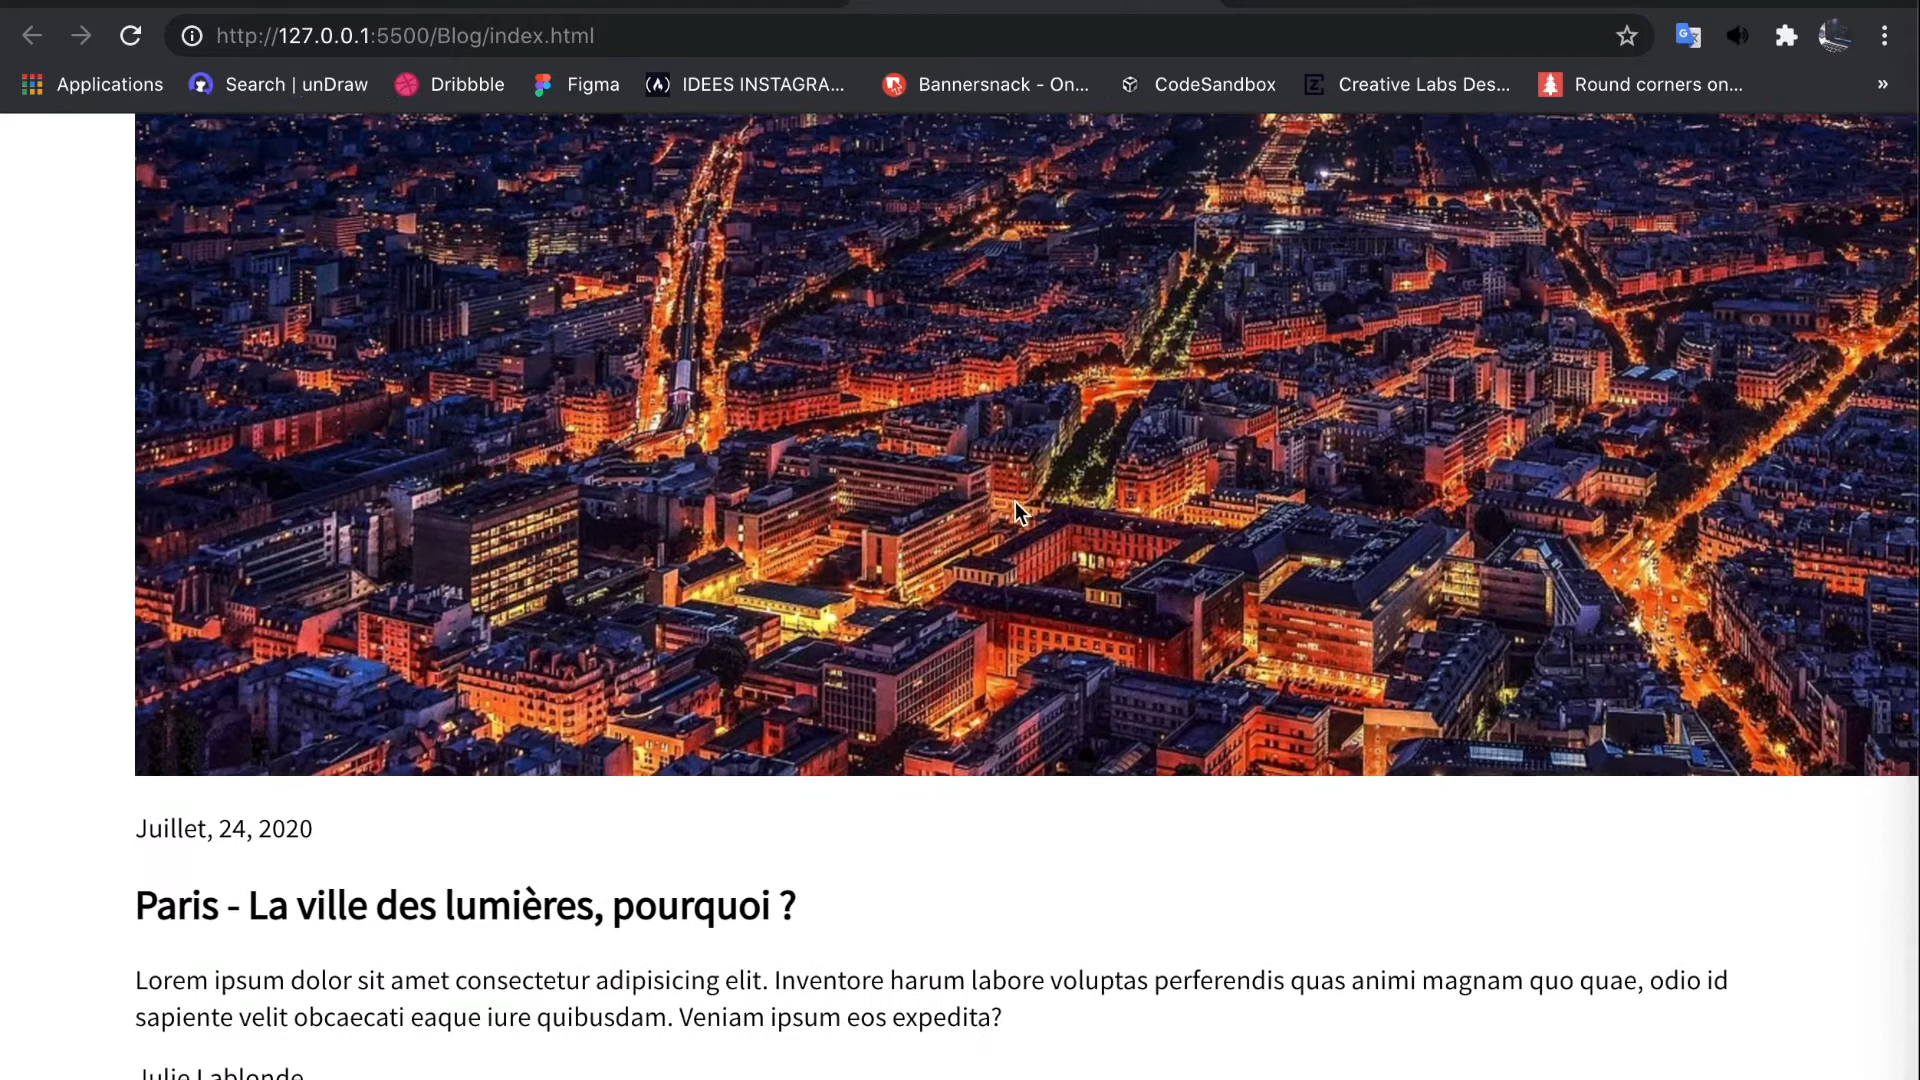 http://127.0.0.1:5500/Blog/index.html
Applications Search | unDraw Dribbble Figma IDEES INSTAGRA... Bannersnack - On... CodeSandbox Creative Labs Des... Round corners on... »
Juillet, 24, 2020
Paris - La ville des lumières, pourquoi ?
Lorem ipsum dolor sit amet consectetur adipisicing elit. Inventore harum labore voluptas perferendis quas animi magnam quo quae, odio id
sapiente velit obcaecati eaque iure quibusdam. Veniam ipsum eos expedita?
Julie Lablonde